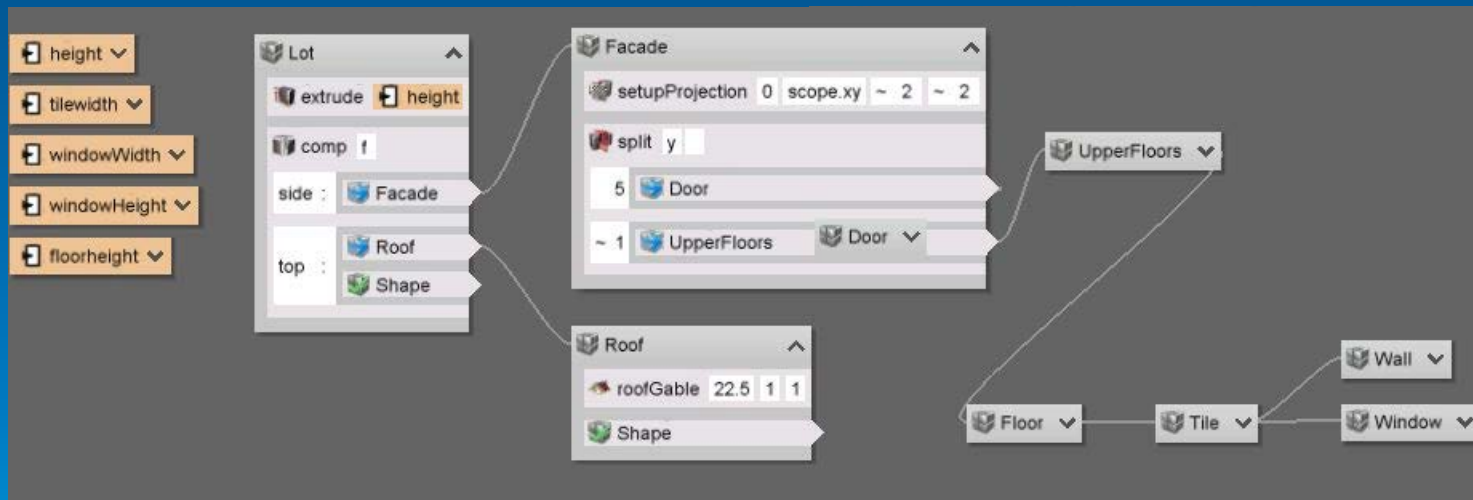 height
tilewidth
windowWidth
windowHeight
floorheight
Lot
extrude height
comp f
side : Facade
top : Roof
Shape
Facade
setupProjection 0 scope.xy ~ 2 ~ 2
split y
5 Door
~ 1 UpperFloors
Door
Roof
roofGable 22.5 1 1
Shape
UpperFloors
Floor
Tile
Wall
Window